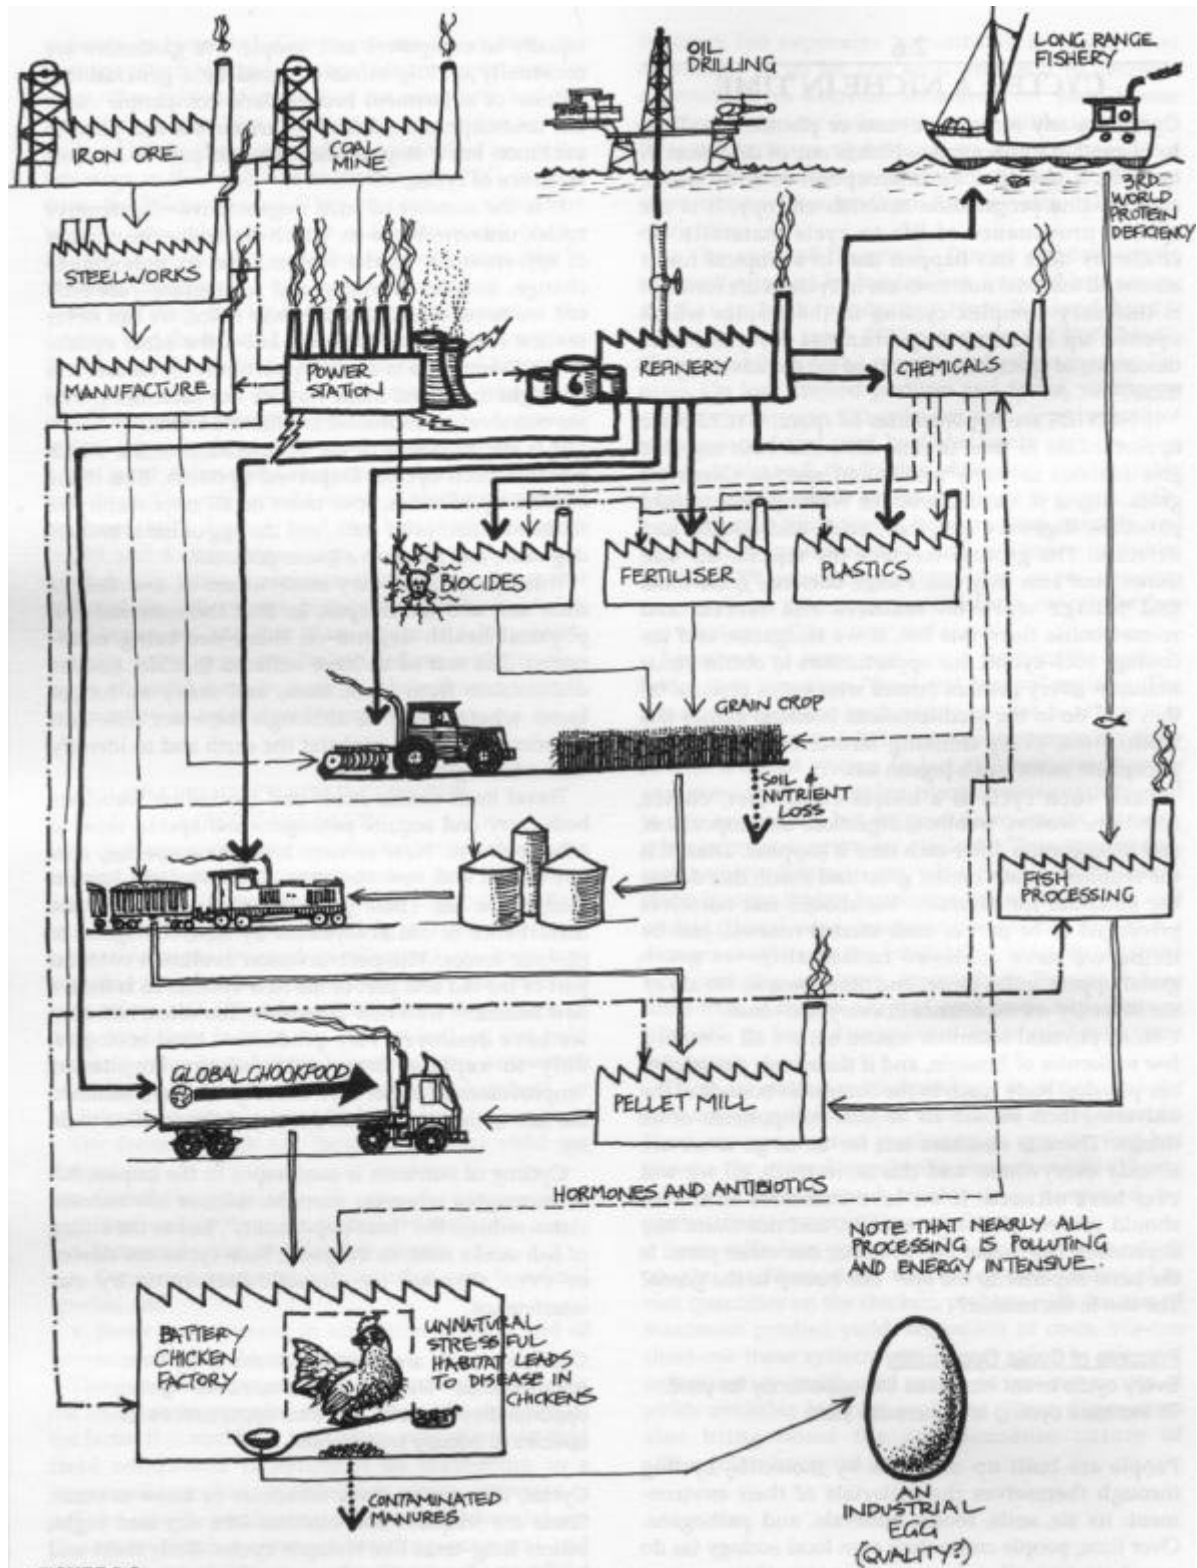 IRON ORE
COAL
MINE
OIL
DRILLING
LONG RANGE
FISHERY
3RD
WORLD
PROTEIN
DEFICIENCY
STEELWORKS
MANUFACTURE
POWER
STATION
6
REFINERY
CHEMICALS
BIOCIDES
FERTILISER
PLASTICS
GRAIN CROP
SOIL &
NUTRIENT
LOSS
FISH
PROCESSING
GLOBAL CHOOKFOOD
PELLET MILL
HORMONES AND ANTIBIOTICS
NOTE THAT NEARLY ALL
PROCESSING IS POLLUTING
AND ENERGY INTENSIVE.
BATTERY
CHICKEN
FACTORY
UNNATURAL
STRESSFUL
HABITAT LEADS
TO DISEASE IN
CHICKENS
CONTAMINATED
MANURES
AN
INDUSTRIAL
EGG
(QUALITY?)